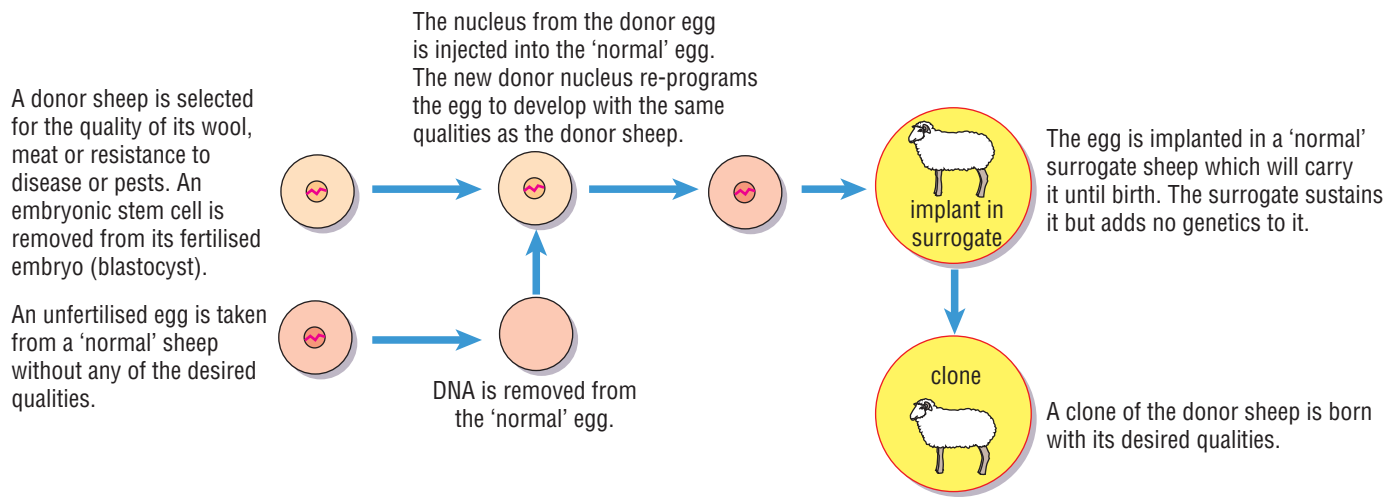 A donor sheep is selected
for the quality of its wool,
meat or resistance to
disease or pests. An
embryonic stem cell is
removed from its fertilised
embryo (blastocyst).
An unfertilised egg is taken
from a ‘normal’ sheep
without any of the desired
qualities.
The nucleus from the donor egg
is injected into the ‘normal’ egg.
The new donor nucleus re-programs
the egg to develop with the same
qualities as the donor sheep.
DNA is removed from
the ‘normal’ egg.
implant in
surrogate
The egg is implanted in a ‘normal’
surrogate sheep which will carry
it until birth. The surrogate sustains
it but adds no genetics to it.
clone
A clone of the donor sheep is born
with its desired qualities.